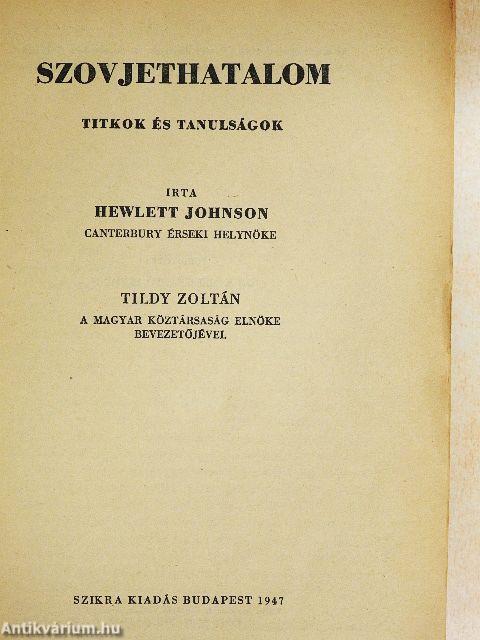 SZOVJETHATALOM
TITKOK ÉS TANULSÁGOK
IRTA
HEWLETT JOHNSON
CANTERBURY ÉRSEKI HELYNÖKE
TILDY ZOLTÁN
A MAGYAR KÖZTÁRSASÁG ELNÖKE
BEVEZETŐJÉVEL
SZIKRA KIADÁS BUDAPEST 1947
Antikvárium.hu